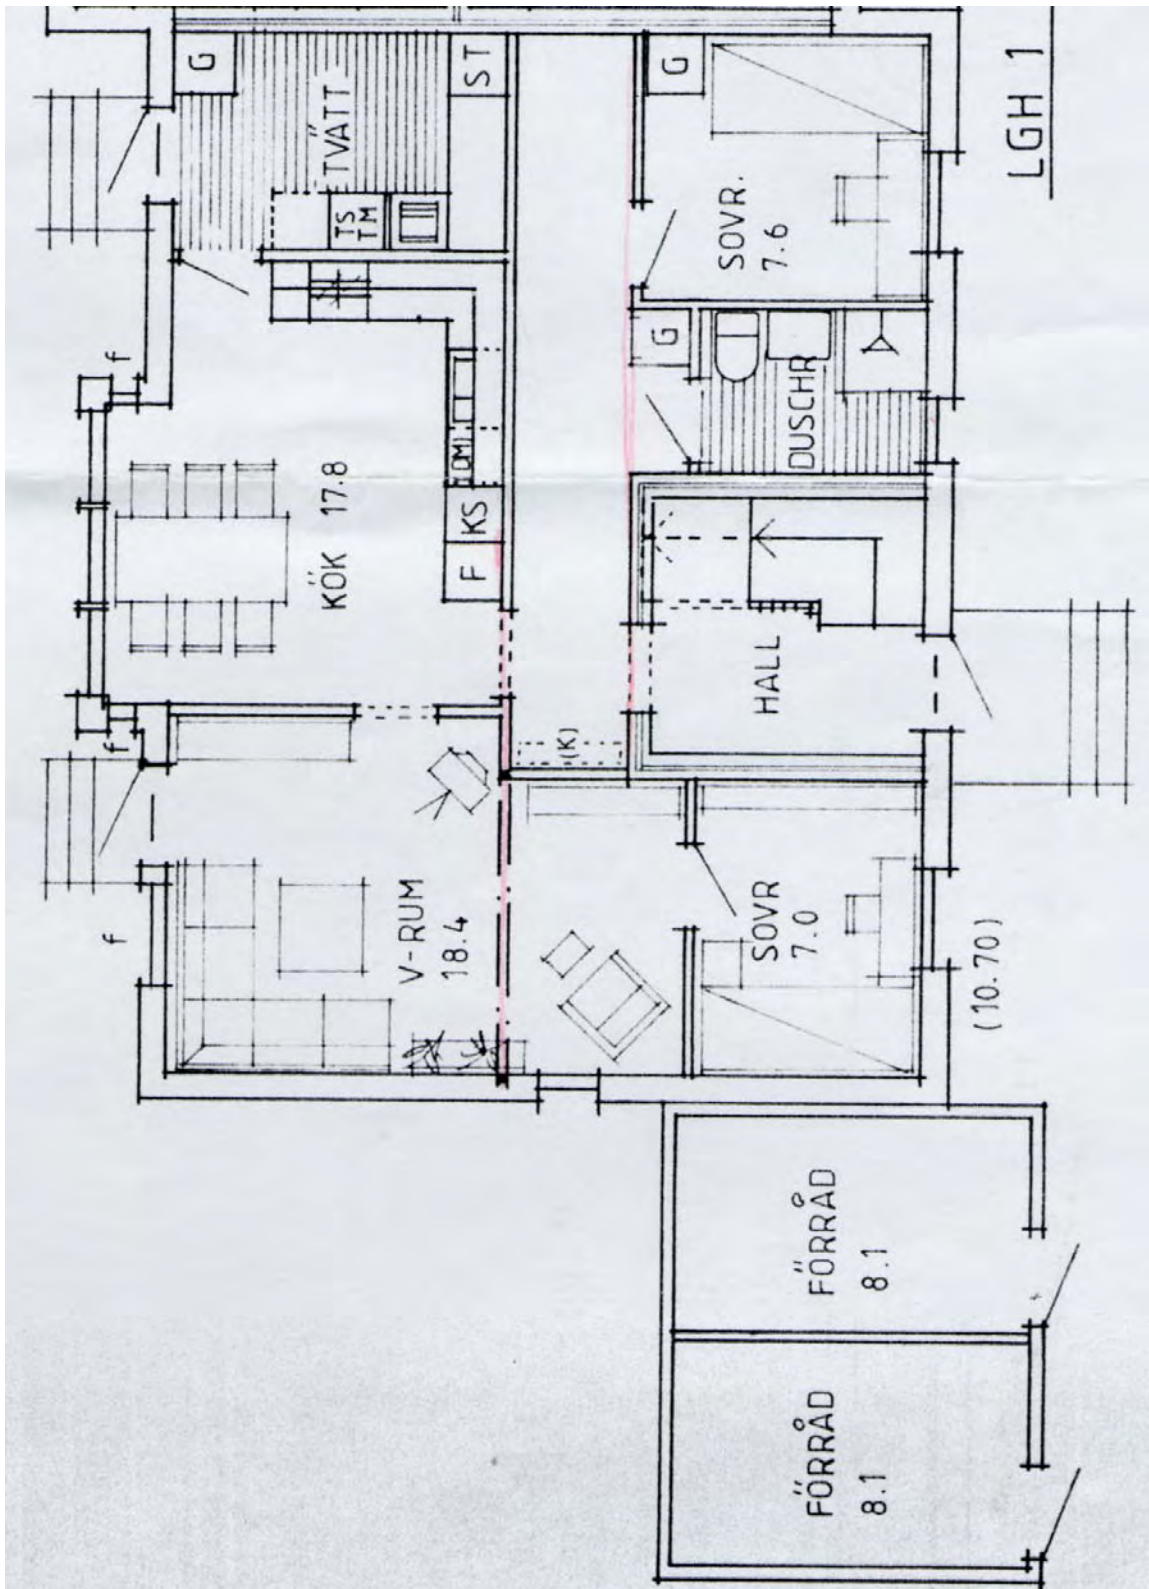 G
TVÄTT
ST
TS
TM
G
SOVR.
7.6
LGH 1
f
KÖK 17.8
(DM)
KS
F
G
DUSCHR
HALL
f
(K)
f
V-RUM
18.4
SOVR
7.0
(10.70)
FÖRRÅD
8.1
FÖRRÅD
8.1